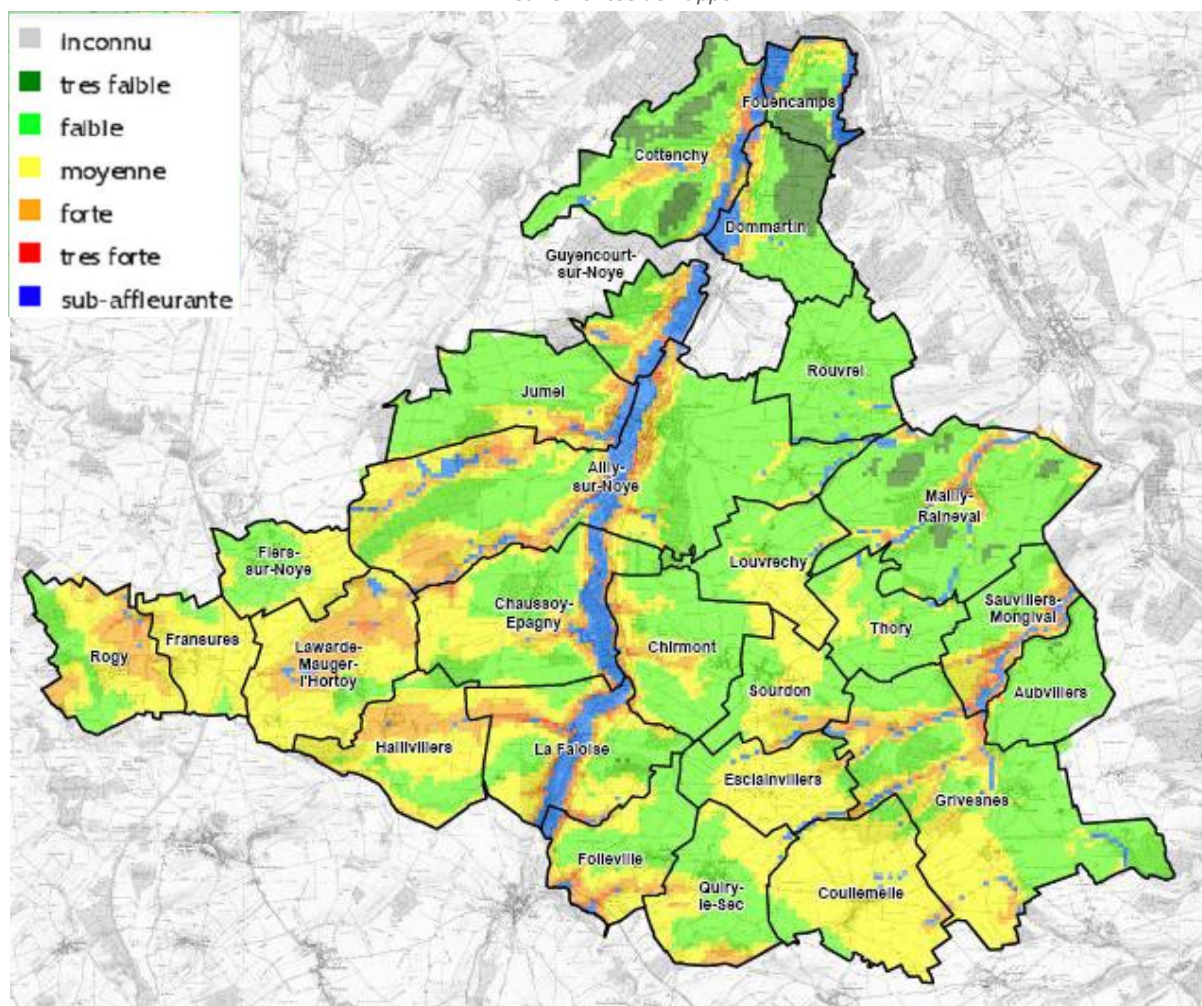 inconnu
tres faible
faible
moyenne
forte
tres forte
sub-affleurante
Fouencamps
Cottenchy
Dommartin
Guyencourt-
sur-Noye
Rouvrel
Jumel
Ailly-
sur-Noye
Mailly-
Raineval
Louvrechy
Flers-
sur-Noye
Chaussoy-
Epagny
Sauvillers-
Mongival
Thory
Fransures
Rogy
Lawarde-
Mauger-
l'Hortoy
Chirmont
Sourdon
Aubvillers
Hallivillers
La Faloise
Esclainvillers
Grivesnes
Folleville
Quiry-
le-Sec
Coullemelle